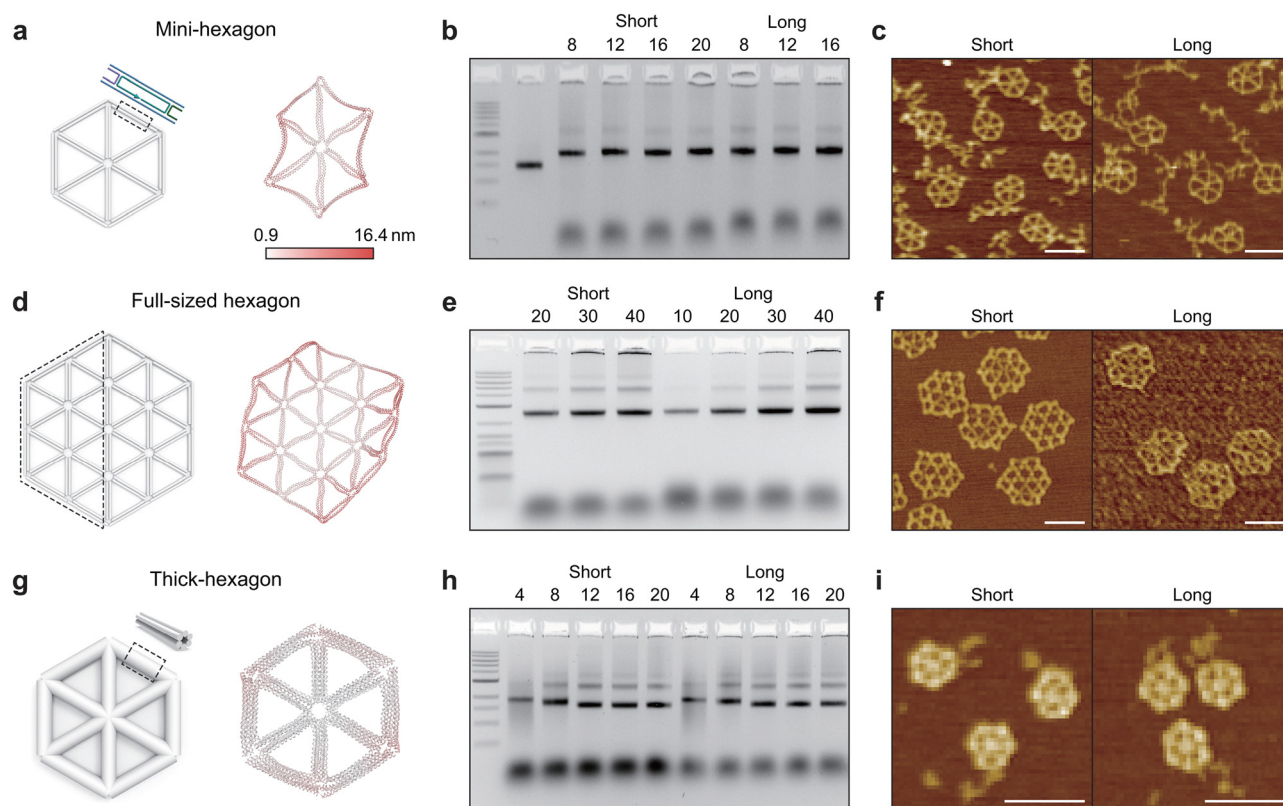 a
Mini-hexagon
0.9
16.4 nm
b
Short
Long
8 12 16 20 8 12 16
c
Short
Long
d
Full-sized hexagon
e
Short
Long
20 30 40 10 20 30 40
f
Short
Long
g
Thick-hexagon
h
Short
Long
4 8 12 16 20 4 8 12 16 20
i
Short
Long